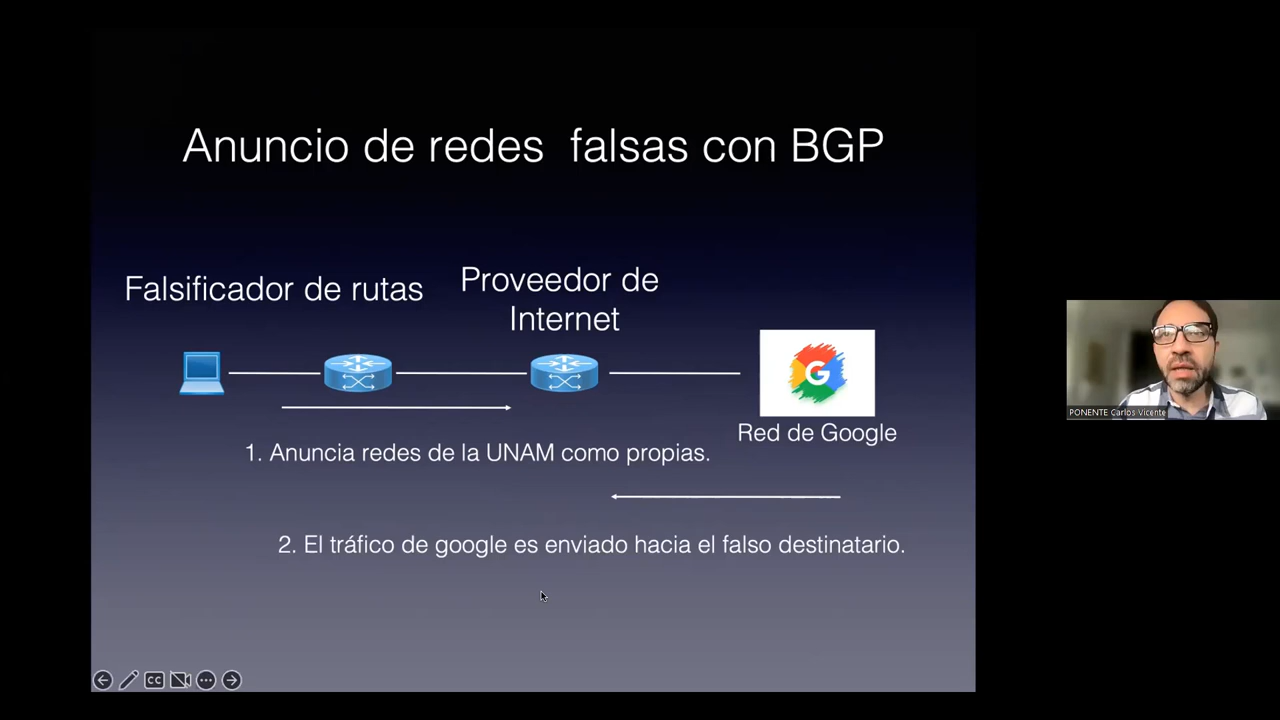 Anuncio de redes falsas con BGP
Falsificador de rutas
Proveedor de
Internet
G
Red de Google
1. Anuncia redes de la UNAM como propias.
2. El tráfico de google es enviado hacia el falso destinatario.
PONENTE Carlos Vicente
CC